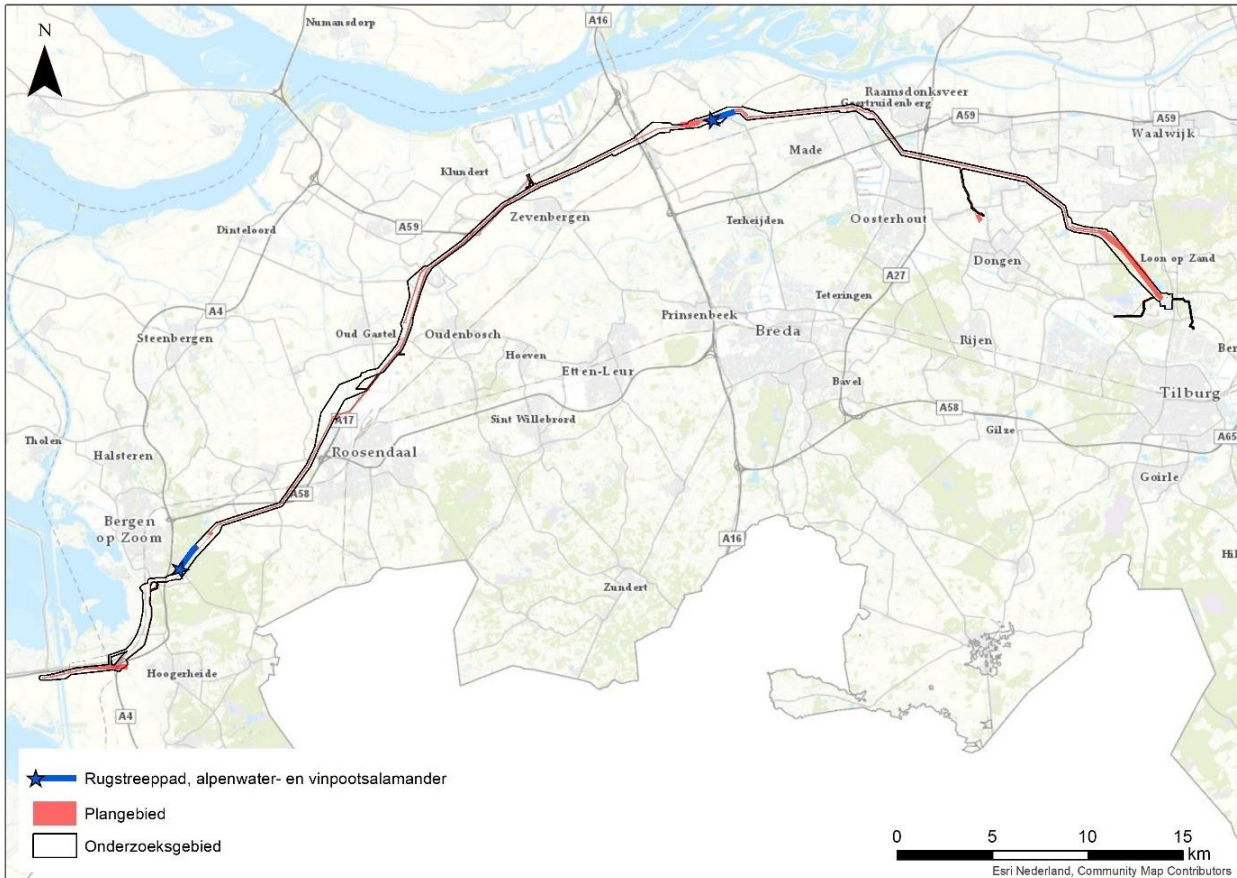 Numansdorp
A16
N
Raamsdonksveer
Geertruidenberg
A59
A59
Waalwijk
Made
Klundert
Zevenbergen
Terheijden
Oosterhout
Dinteloord
A59
Dongen
Loon op Zand
A27
A4
Teteringen
Steenbergen
Oud Gastel
Oudenbosch
Prinsenbeek
Breda
Hoeven
Rijen
Etten-Leur
Bavel
Tilburg
A58
A17
Sint Willebrord
Gilze
Tholen
A65
Halsteren
Roosendaal
Goirle
A58
Bergen
op Zoom
A16
Zundert
Hoogerheide
A4
Rugstreeppad, alpenwater- en vinpootsalamander
Plangebied
Onderzoeksgebied
0 5 10 15
km
Esri Nederland, Community Map Contributors